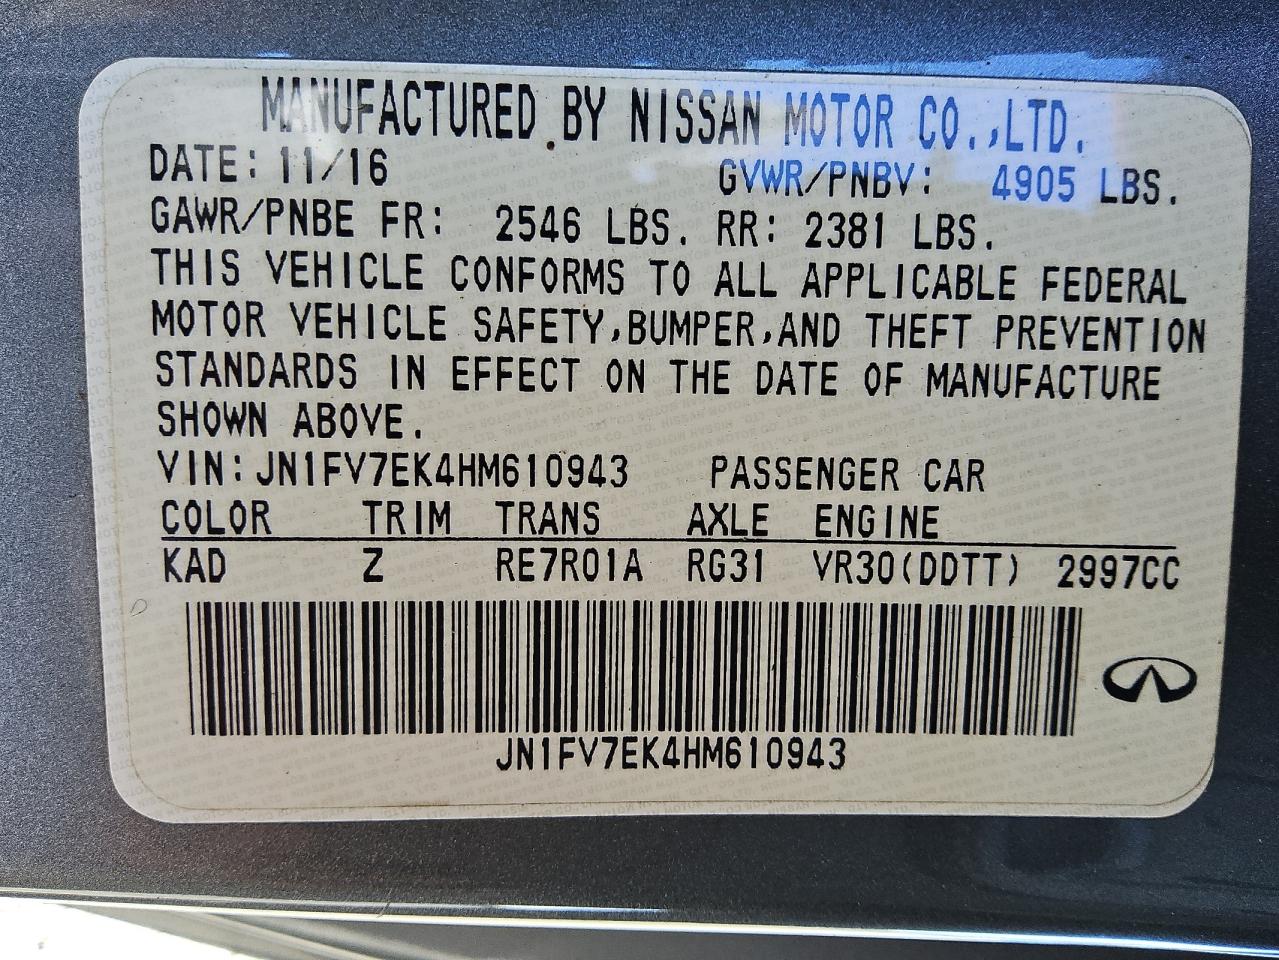 MANUFACTURED BY NISSAN MOTOR CO.,LTD.
DATE: 11/16 GVWR/PNBV: 4905 LBS.
GAWR/PNBE FR: 2546 LBS. RR: 2381 LBS.
THIS VEHICLE CONFORMS TO ALL APPLICABLE FEDERAL
MOTOR VEHICLE SAFETY,BUMPER,AND THEFT PREVENTION
STANDARDS IN EFFECT ON THE DATE OF MANUFACTURE
SHOWN ABOVE.
VIN:JN1FV7EK4HM610943 PASSENGER CAR
COLOR TRIM TRANS AXLE ENGINE
KAD Z RE7R01A RG31 VR30(DDTT) 2997CC
JN1FV7EK4HM610943